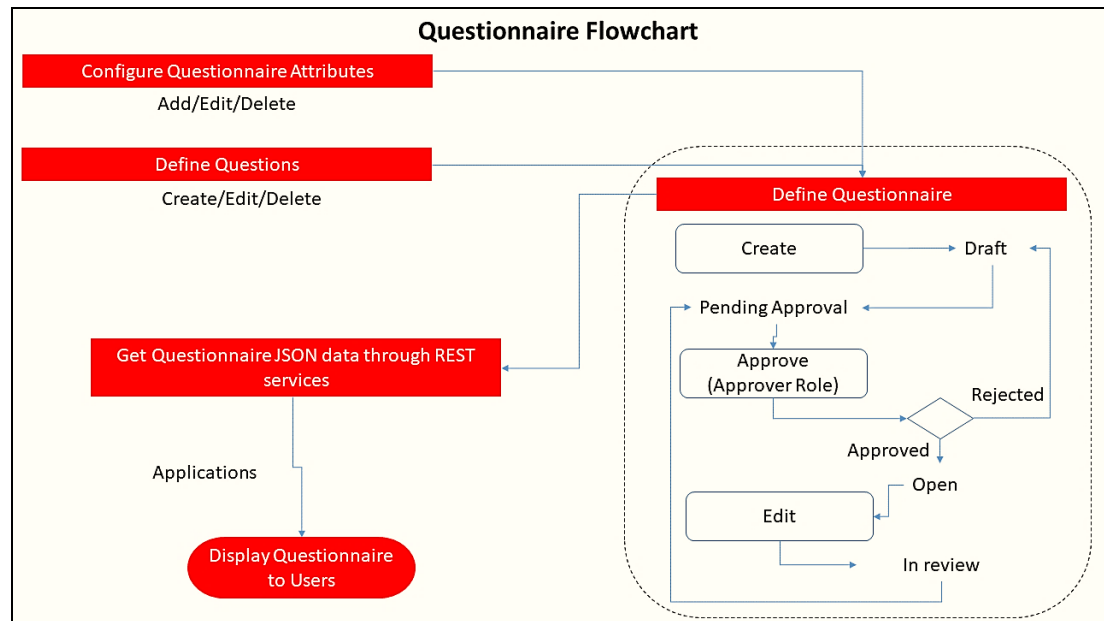 Questionnaire Flowchart
Configure Questionnaire Attributes
Add/Edit/Delete
Define Questions
Create/Edit/Delete
Define Questionnaire
Create
Draft
Pending Approval
Approve
(Approver Role)
Rejected
Approved
Open
Edit
In review
Get Questionnaire JSON data through REST
services
Applications
Display Questionnaire
to Users